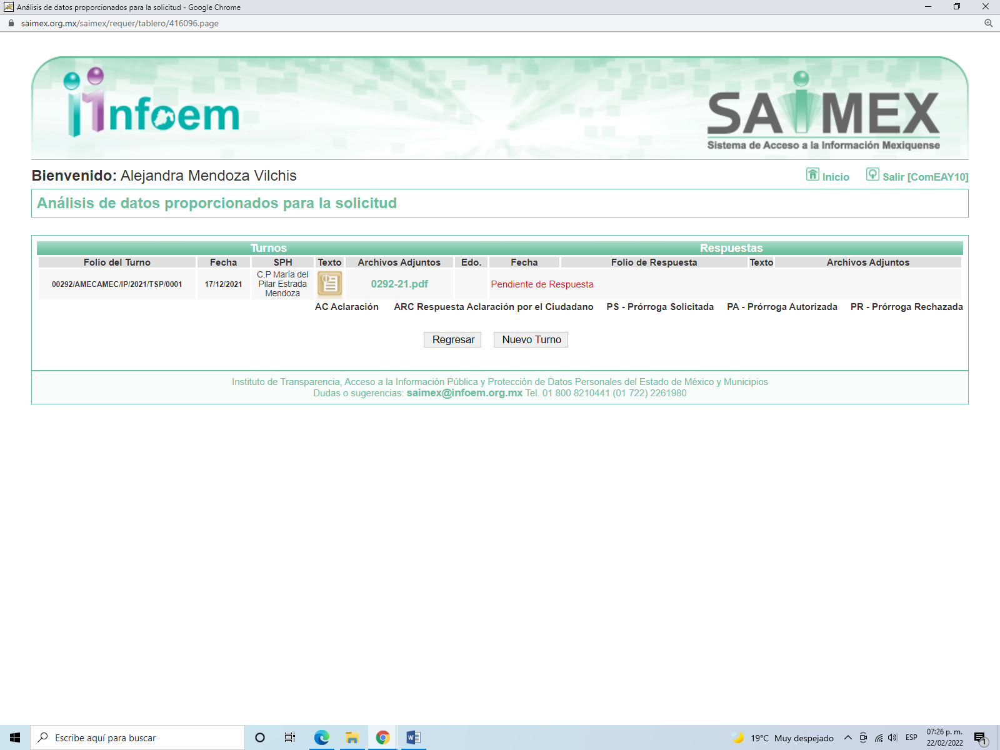 Análisis de datos proporcionados para la solicitud - Google Chrome
saimex.org.mx/saimex/requer/tablero/416096.page
infoem
SAIMEX
Sistema de Acceso a la Información Mexiquense
Bienvenido: Alejandra Mendoza Vilchis
Inicio
Salir [ComEAY10]
Análisis de datos proporcionados para la solicitud
Turnos
Respuestas
Folio del Turno Fecha SPH Texto Archivos Adjuntos Edo. Fecha Folio de Respuesta Texto Archivos Adjuntos
00292/AMECAMEC/IP/2021/TSP/0001
17/12/2021
C.P María del
Pilar Estrada
Mendoza
0292-21.pdf
Pendiente de Respuesta
AC Aclaración ARC Respuesta Aclaración por el Ciudadano PS - Prórroga Solicitada PA - Prórroga Autorizada PR - Prórroga Rechazada
Regresar
Nuevo Turno
Instituto de Transparencia, Acceso a la Información Pública y Protección de Datos Personales del Estado de México y Municipios
Dudas o sugerencias: saimex@infoem.org.mx Tel. 01 800 8210441 (01 722) 2261980
Escribe aquí para buscar
19°C Muy despejado
ESP
07:26 p. m.
22/02/2022
1